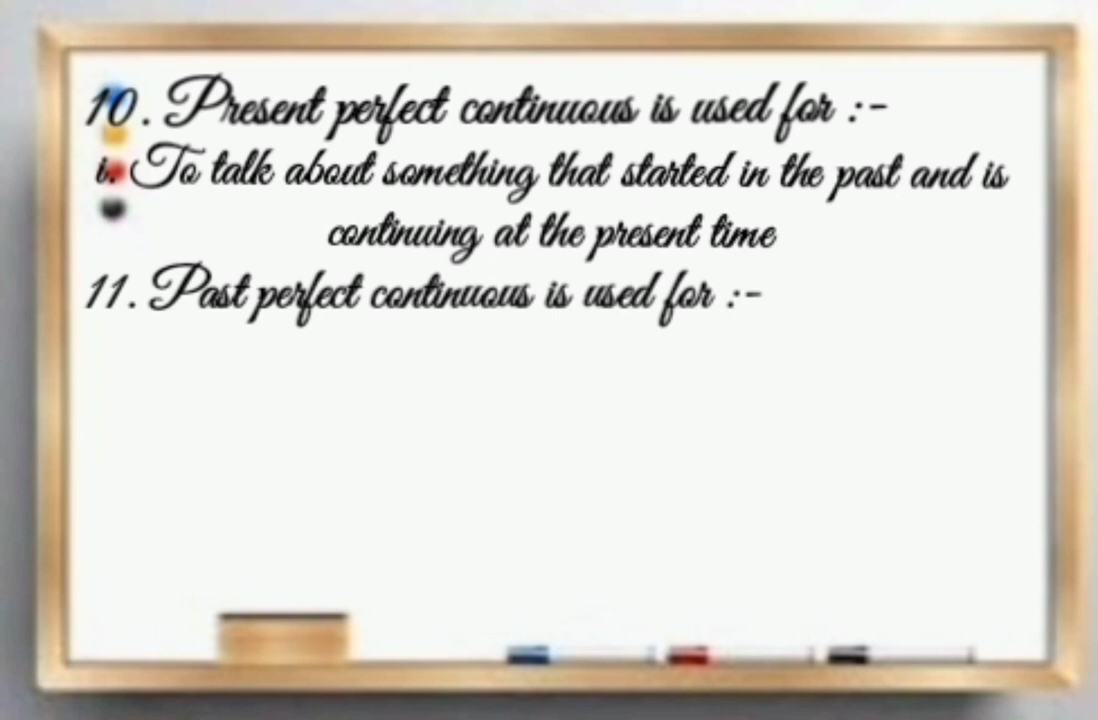 10. Present perfect continuous is used for :-
i. To talk about something that started in the past and is
continuing at the present time
11. Past perfect continuous is used for :-